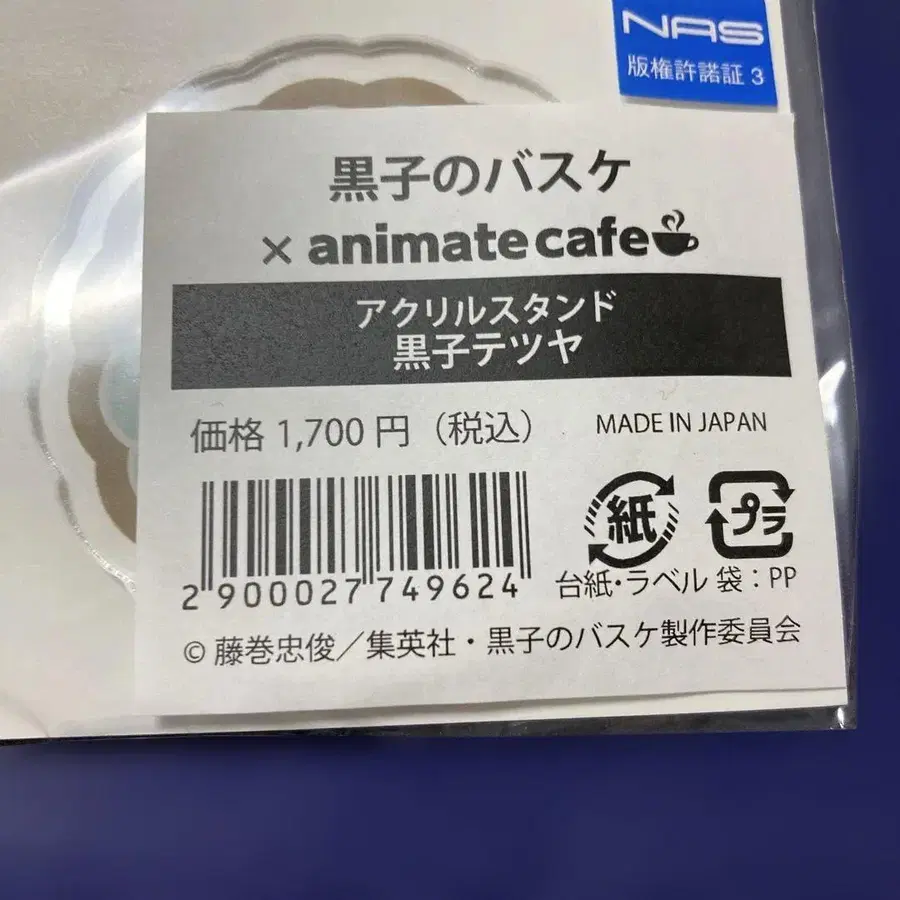 NAS
版権許諾証 3
黒子のバスケ
× animate cafe
アクリルスタンド
黒子テツヤ
価格 1,700 円（税込）
MADE IN JAPAN
紙
プラ
2900027749624
台紙・ラベル 袋：PP
© 藤巻忠俊／集英社・黒子のバスケ製作委員会